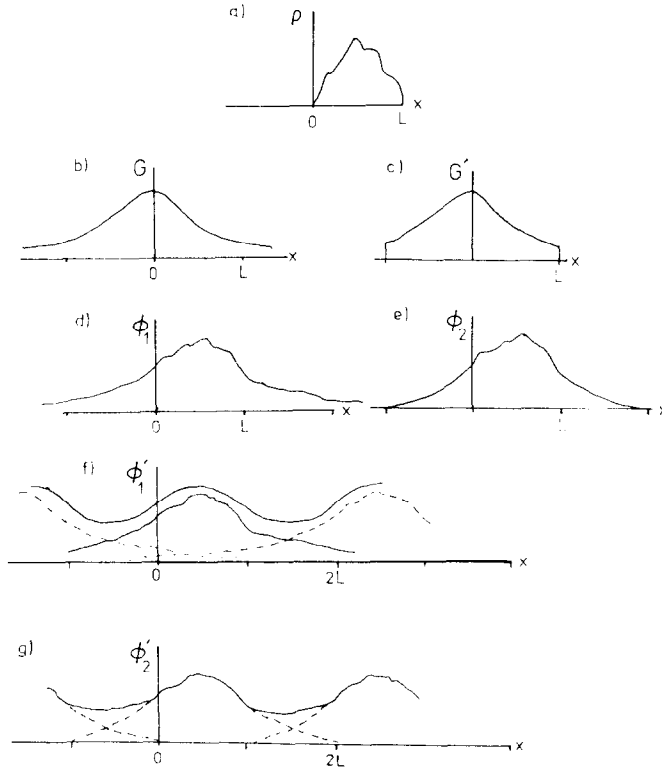 a) ρ
x
0 L
b) G
x
0 L
c) G′
x
L
d) ϕ1
x
0 L
e) ϕ2
x
L
f) ϕ′1
x
0 2L
g) ϕ′2
x
0 2L